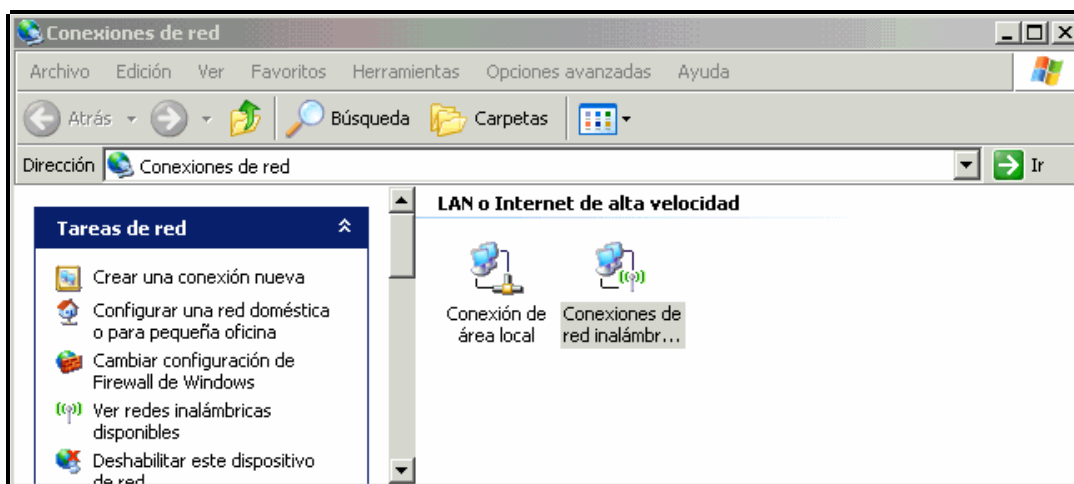 Conexiones de red
Archivo Edición Ver Favoritos Herramientas Opciones avanzadas Ayuda
Atrás Búsqueda Carpetas
Dirección Conexiones de red Ir
Tareas de red
Crear una conexión nueva
Configurar una red doméstica
o para pequeña oficina
Cambiar configuración de
Firewall de Windows
Ver redes inalámbricas
disponibles
Deshabilitar este dispositivo
de red
LAN o Internet de alta velocidad
Conexión de
área local
Conexiones de
red inalámbr...